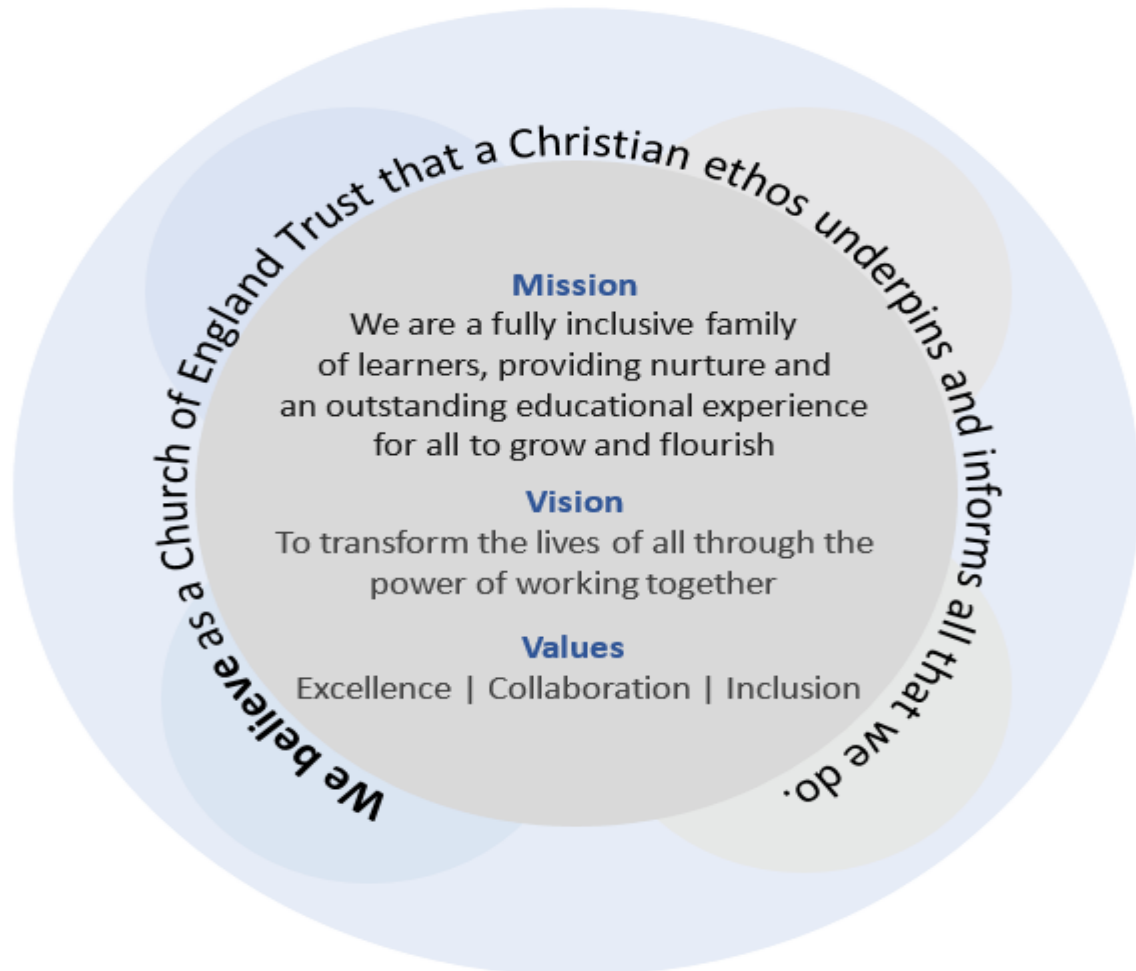 We believe as a Church of England Trust that a Christian ethos underpins and informs all that we do.
Mission
We are a fully inclusive family
of learners, providing nurture and
an outstanding educational experience
for all to grow and flourish
Vision
To transform the lives of all through the
power of working together
Values
Excellence | Collaboration | Inclusion